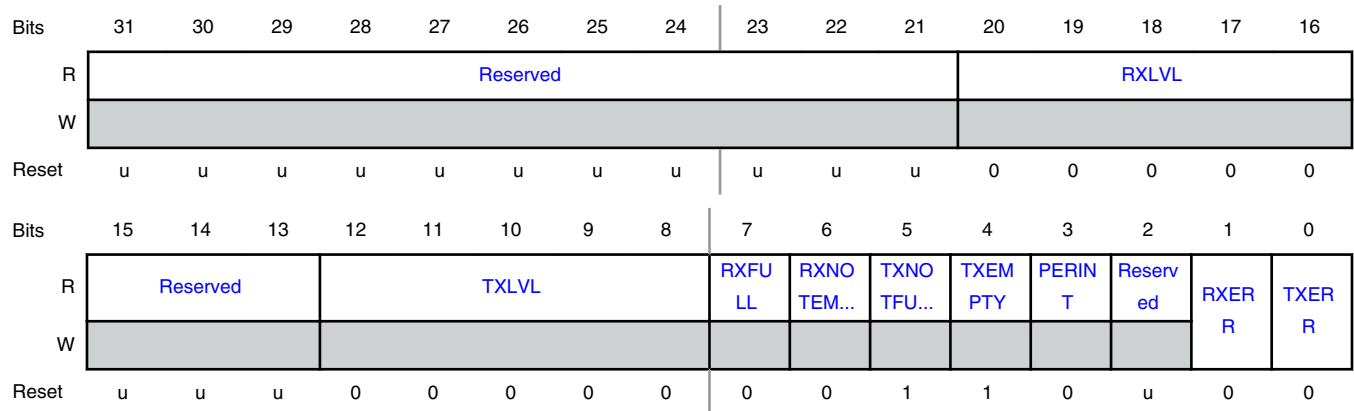 Bits 31 30 29 28 27 26 25 24 23 22 21 20 19 18 17 16
R Reserved RXLVL
W
Reset u u u u u u u u u u u 0 0 0 0 0
Bits 15 14 13 12 11 10 9 8 7 6 5 4 3 2 1 0
R Reserved TXLVL RXFU LL RXNO TEM... TXNO TFU... TXEM PTY PERIN T Reserv ed RXER R TXER R
W
Reset u u u 0 0 0 0 0 0 0 1 1 0 u 0 0